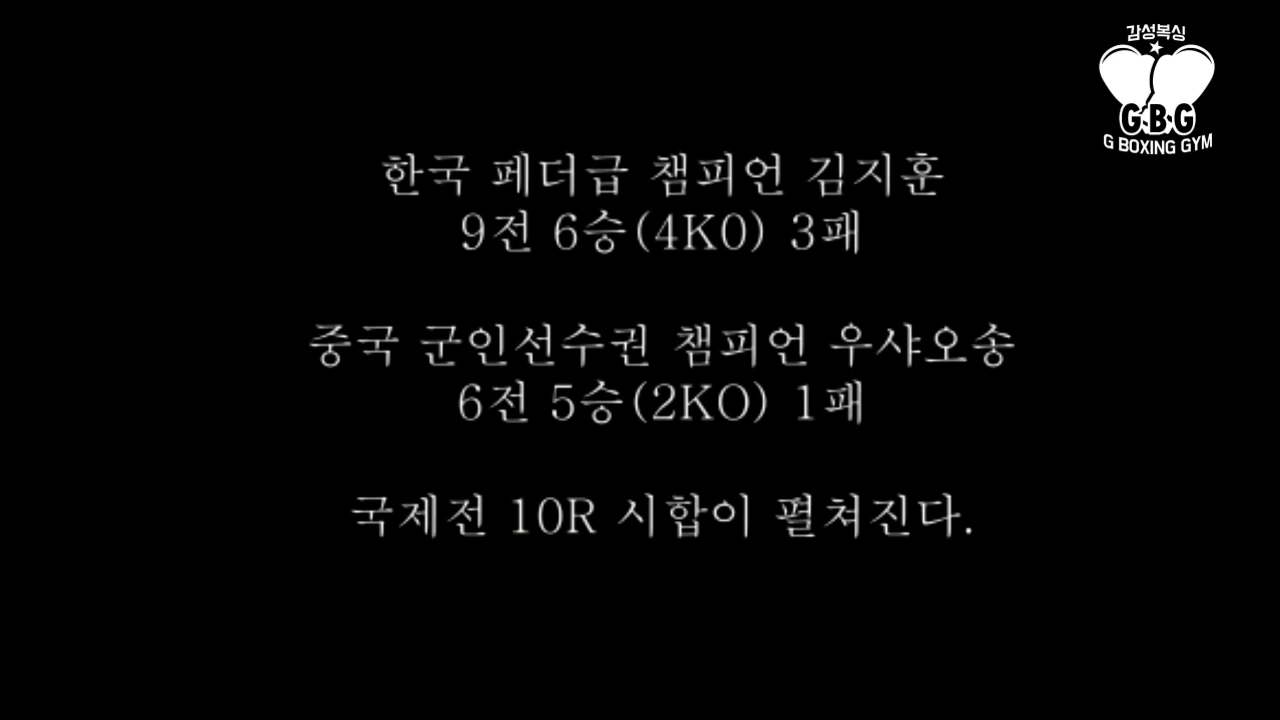 감성복싱
G·B·G
G BOXING GYM
한국 페더급 챔피언 김지훈
9전 6승(4K0) 3패
중국 군인선수권 챔피언 우샤오송
6전 5승(2KO) 1패
국제전 10R 시합이 펼쳐진다.